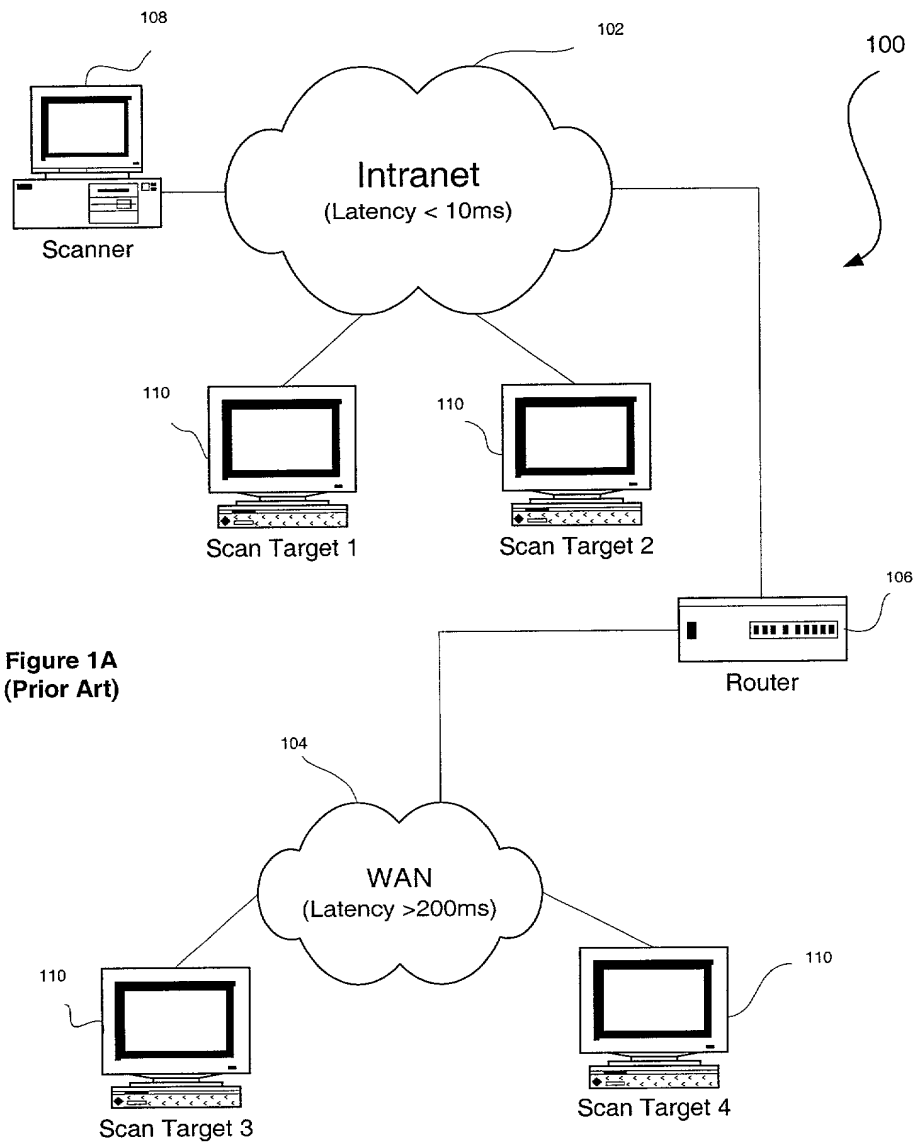 108
102
100
Intranet
(Latency < 10ms)
Scanner
110
110
Scan Target 1
Scan Target 2
106
Router
Figure 1A
(Prior Art)
104
WAN
(Latency >200ms)
110
110
Scan Target 3
Scan Target 4